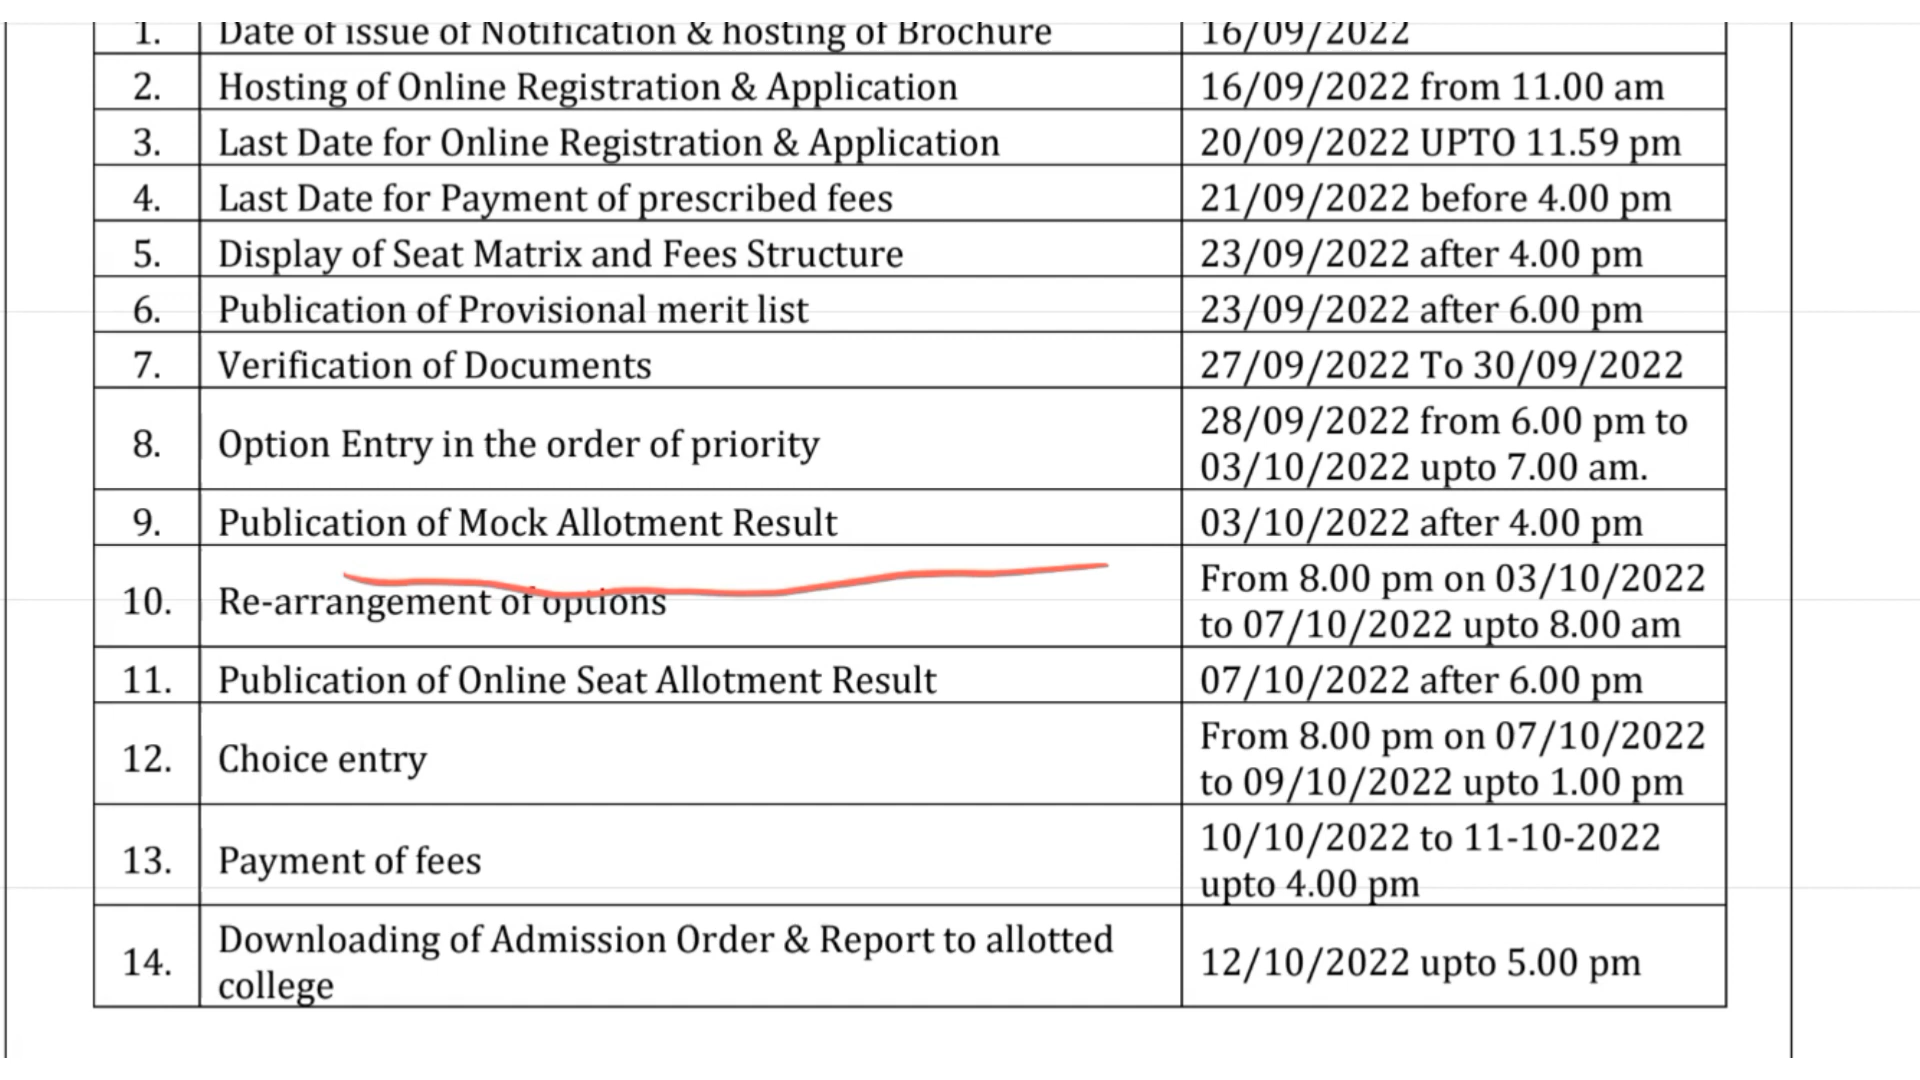 1. Date of issue of Notification & hosting of Brochure 16/09/2022
2. Hosting of Online Registration & Application 16/09/2022 from 11.00 am
3. Last Date for Online Registration & Application 20/09/2022 UPTO 11.59 pm
4. Last Date for Payment of prescribed fees 21/09/2022 before 4.00 pm
5. Display of Seat Matrix and Fees Structure 23/09/2022 after 4.00 pm
6. Publication of Provisional merit list 23/09/2022 after 6.00 pm
7. Verification of Documents 27/09/2022 To 30/09/2022
8. Option Entry in the order of priority 28/09/2022 from 6.00 pm to
03/10/2022 upto 7.00 am.
9. Publication of Mock Allotment Result 03/10/2022 after 4.00 pm
10. Re-arrangement of options From 8.00 pm on 03/10/2022
to 07/10/2022 upto 8.00 am
11. Publication of Online Seat Allotment Result 07/10/2022 after 6.00 pm
12. Choice entry From 8.00 pm on 07/10/2022
to 09/10/2022 upto 1.00 pm
13. Payment of fees 10/10/2022 to 11-10-2022
upto 4.00 pm
14. Downloading of Admission Order & Report to allotted
college 12/10/2022 upto 5.00 pm